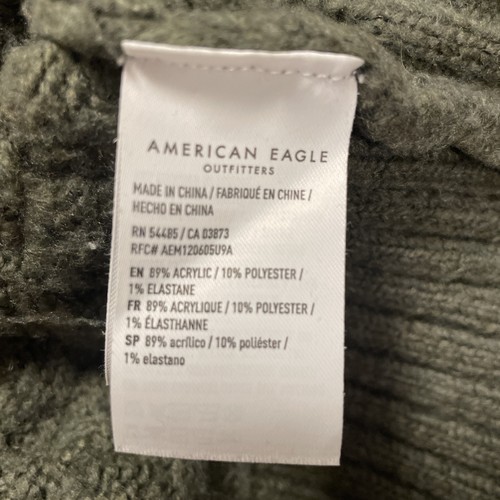 AMERICAN EAGLE
OUTFITTERS
MADE IN CHINA / FABRIQUÉ EN CHINE /
HECHO EN CHINA
RN 54485 / CA 03873
RFC# AEM120605U9A
EN 89% ACRYLIC / 10% POLYESTER /
1% ELASTANE
FR 89% ACRYLIQUE / 10% POLYESTER /
1% ÉLASTHANNE
SP 89% acrílico / 10% poliéster /
1% elastano